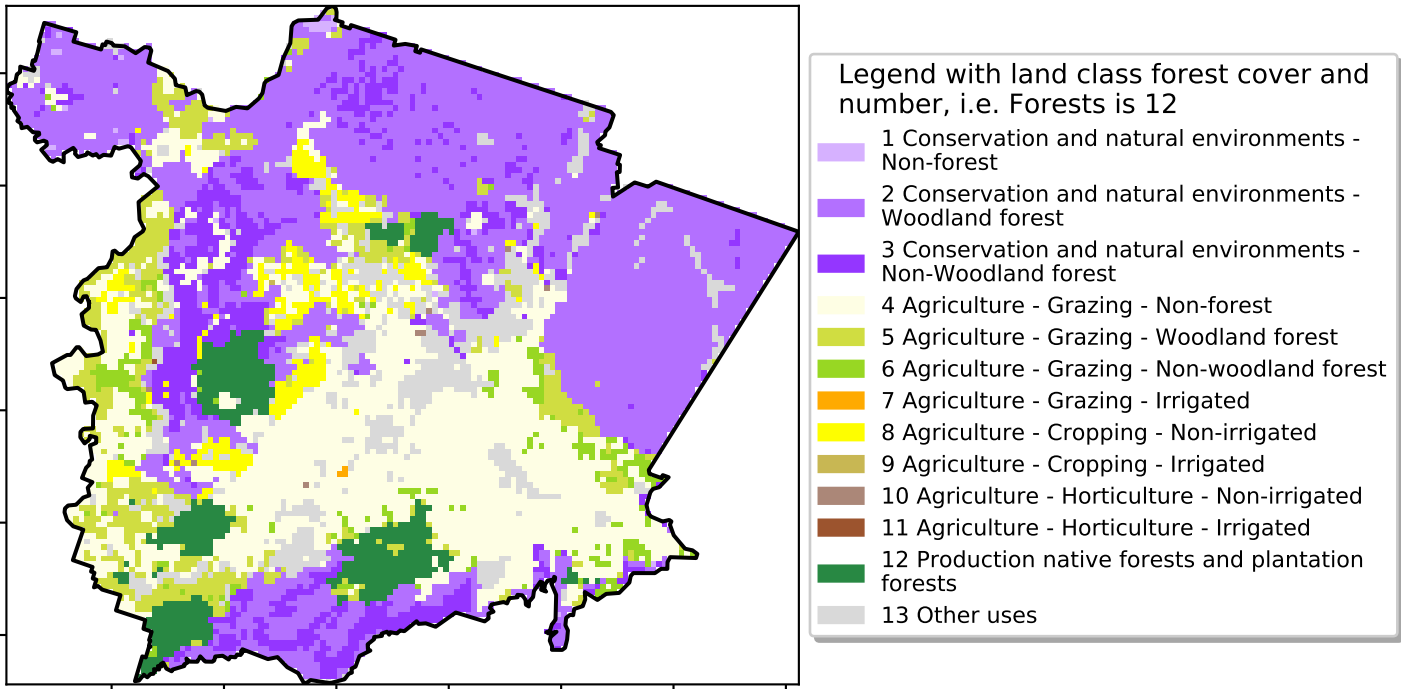 Legend with land class forest cover and
number, i.e. Forests is 12
1 Conservation and natural environments -
Non-forest
2 Conservation and natural environments -
Woodland forest
3 Conservation and natural environments -
Non-Woodland forest
4 Agriculture - Grazing - Non-forest
5 Agriculture - Grazing - Woodland forest
6 Agriculture - Grazing - Non-woodland forest
7 Agriculture - Grazing - Irrigated
8 Agriculture - Cropping - Non-irrigated
9 Agriculture - Cropping - Irrigated
10 Agriculture - Horticulture - Non-irrigated
11 Agriculture - Horticulture - Irrigated
12 Production native forests and plantation
forests
13 Other uses